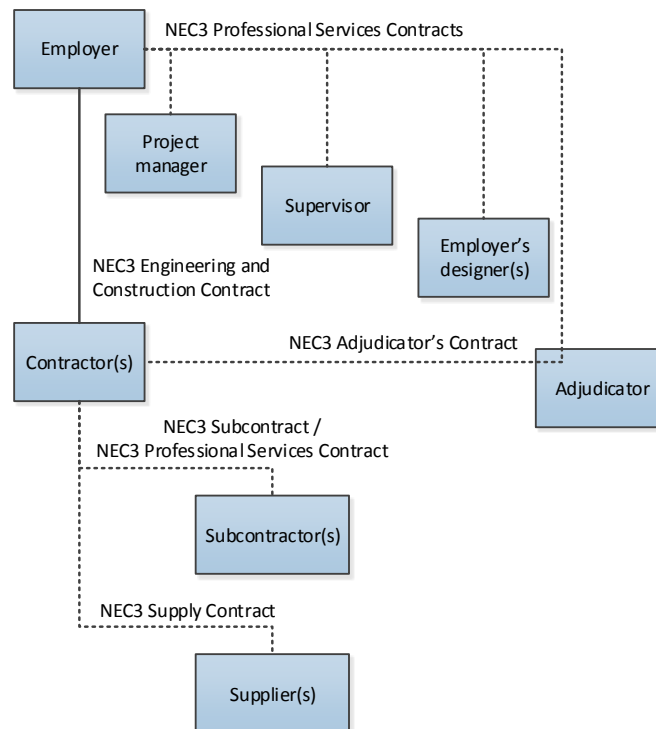 NEC3 Professional Services Contracts
Employer
Project
manager
Supervisor
Employer’s
designer(s)
NEC3 Engineering and
Construction Contract
Contractor(s)
NEC3 Adjudicator’s Contract
Adjudicator
NEC3 Subcontract /
NEC3 Professional Services Contract
Subcontractor(s)
NEC3 Supply Contract
Supplier(s)